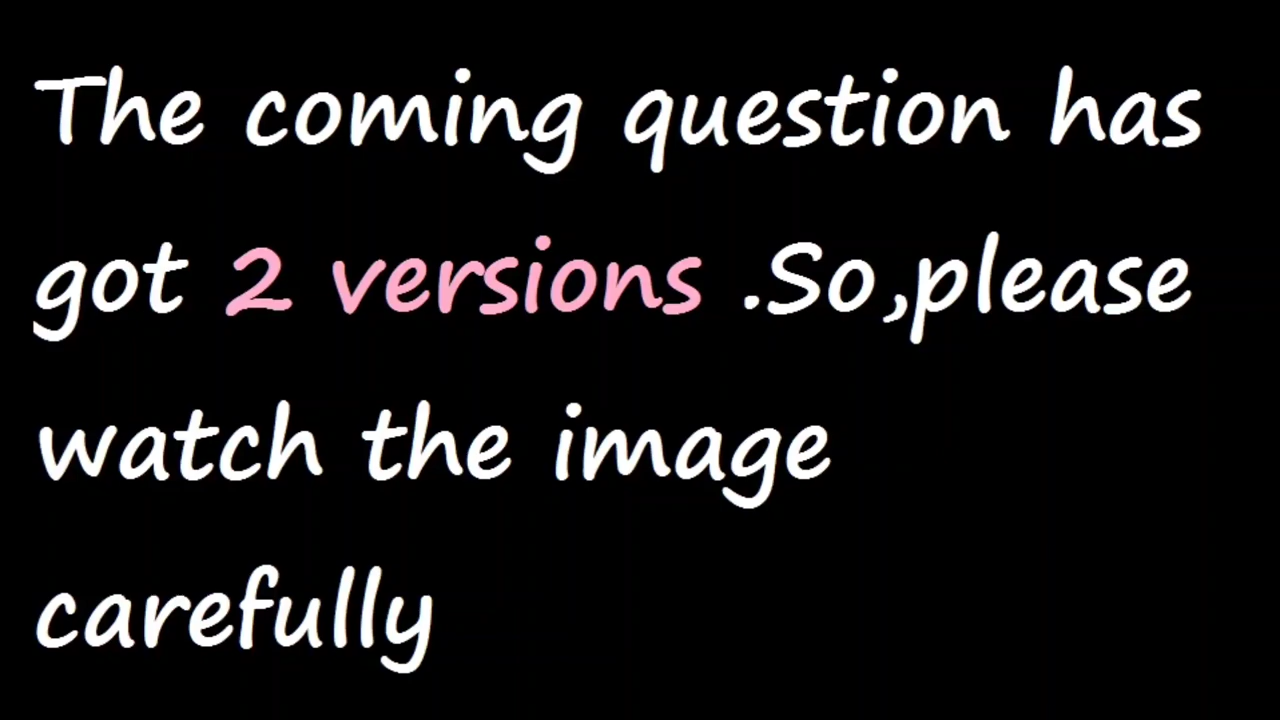 The coming question has
got 2 versions .So,please
watch the image
carefully